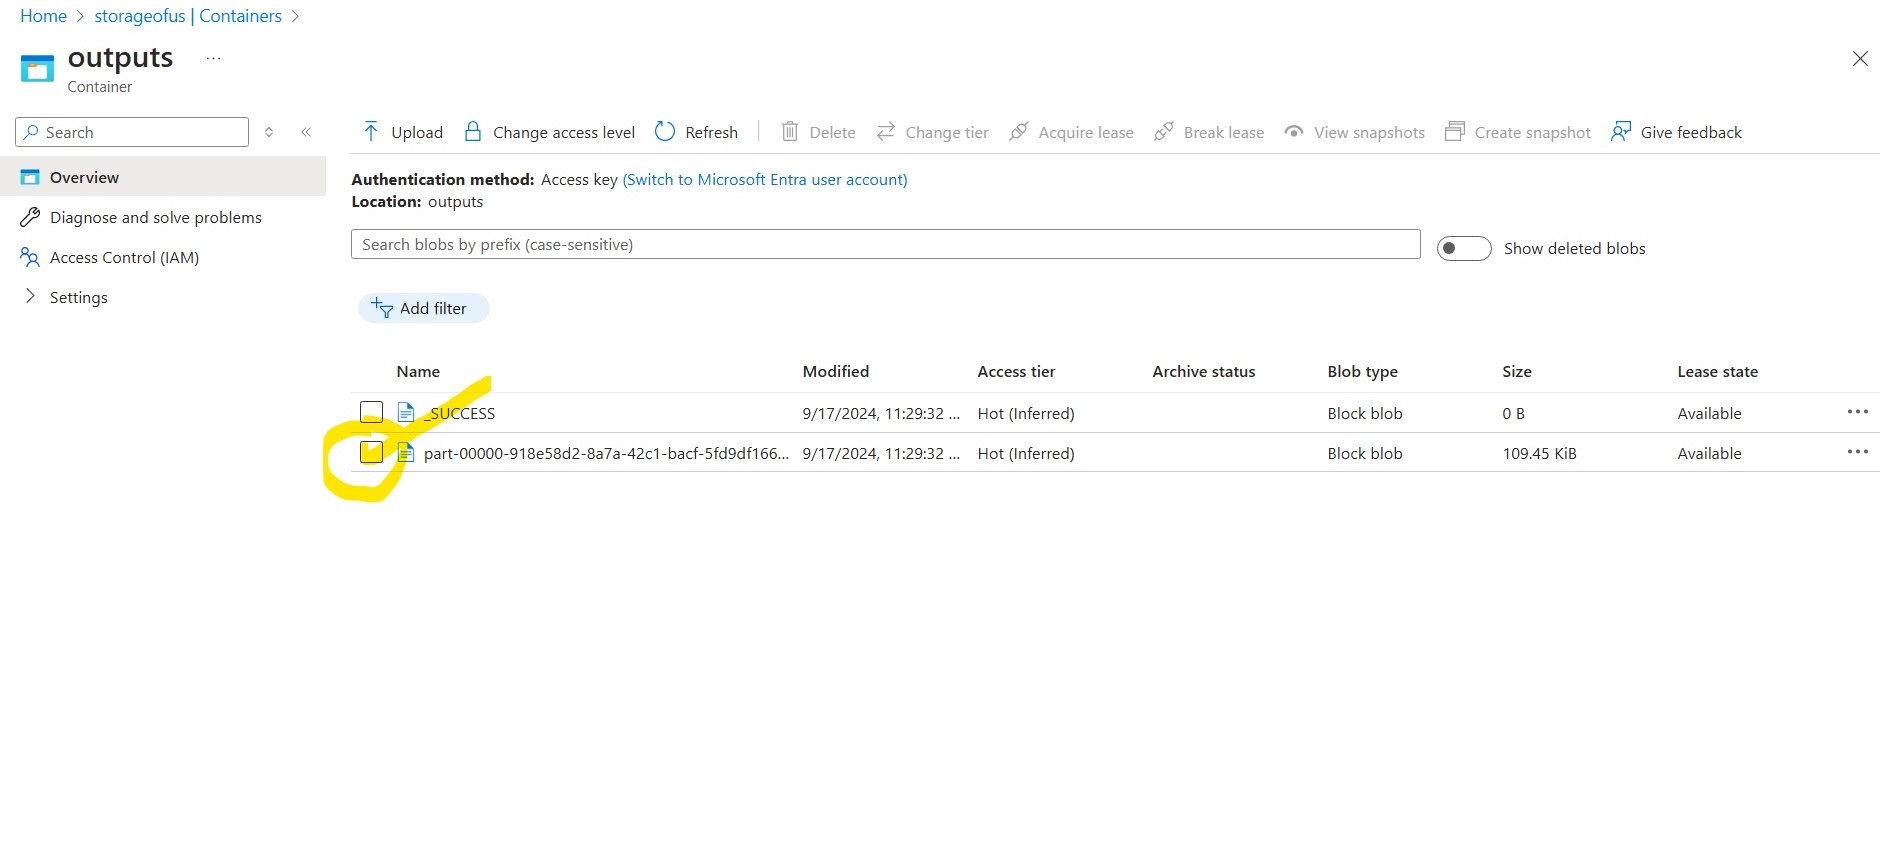 Home > storageofus | Containers >
outputs ...
Container
Search
Upload Change access level Refresh Delete Change tier Acquire lease Break lease View snapshots Create snapshot Give feedback
Overview
Diagnose and solve problems
Access Control (IAM)
Settings
Authentication method: Access key (Switch to Microsoft Entra user account)
Location: outputs
Search blobs by prefix (case-sensitive)
Show deleted blobs
Add filter
Name Modified Access tier Archive status Blob type Size Lease state
_SUCCESS 9/17/2024, 11:29:32 ... Hot (Inferred) Block blob 0 B Available ...
part-00000-918e58d2-8a7a-42c1-bacf-5fd9df166... 9/17/2024, 11:29:32 ... Hot (Inferred) Block blob 109.45 KiB Available ...